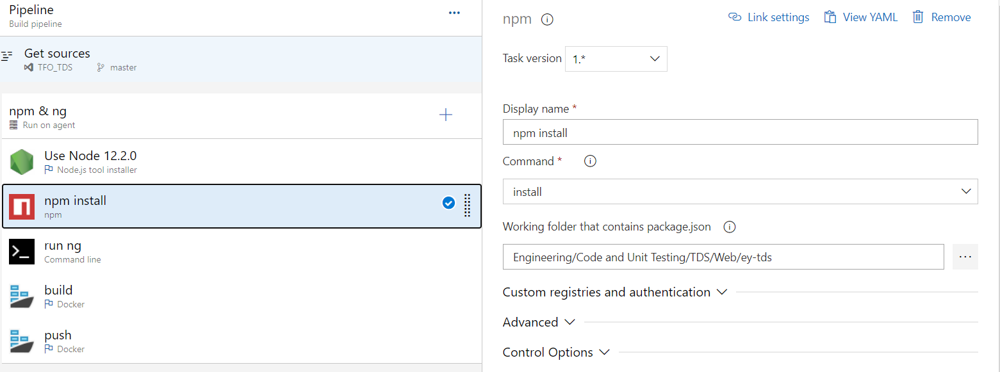 Pipeline
Build pipeline
Get sources
TFO_TDS master
npm & ng
Run on agent
Use Node 12.2.0
Node.js tool installer
npm install
npm
run ng
Command line
build
Docker
push
Docker
npm
Link settings View YAML Remove
Task version 1.*
Display name *
npm install
Command *
install
Working folder that contains package.json
Engineering/Code and Unit Testing/TDS/Web/ey-tds
Custom registries and authentication
Advanced
Control Options